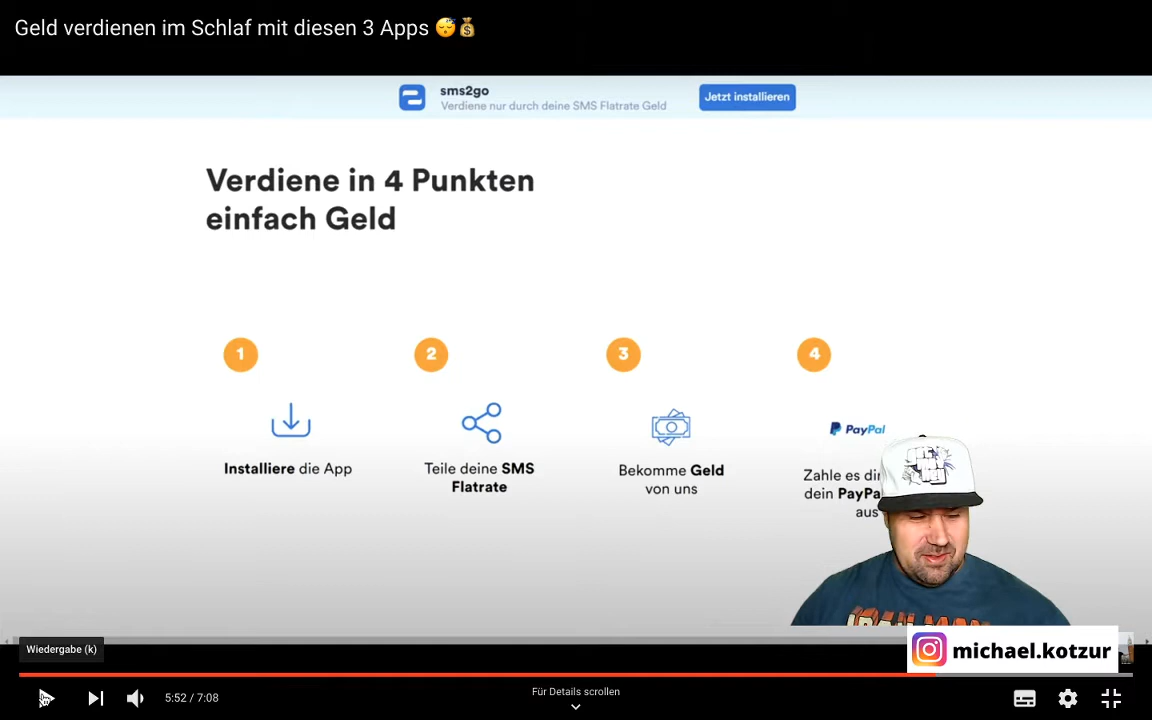 Geld verdienen im Schlaf mit diesen 3 Apps 😴💰
sms2go
Verdiene nur durch deine SMS Flatrate Geld
Jetzt installieren
Verdiene in 4 Punkten
einfach Geld
1
2
3
4
PayPal
Installiere die App
Teile deine SMS
Flatrate
Bekomme Geld
von uns
Zahle es
dein
aus
Wiedergabe (k)
michael.kotzur
5:52 / 7:08
Für Details scrollen